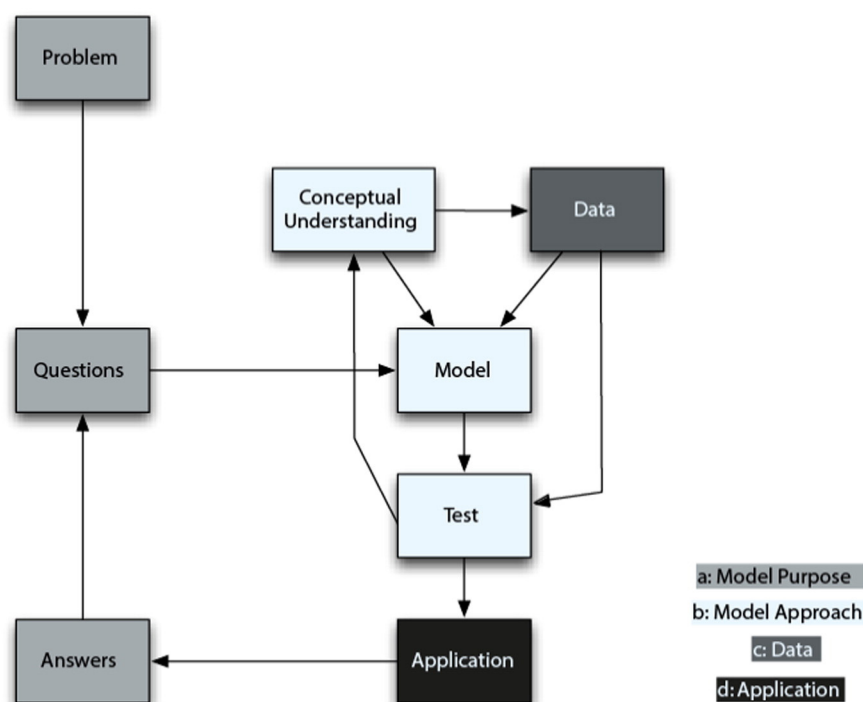 Problem
Conceptual
Understanding
Data
Questions
Model
Test
Answers
Application
a: Model Purpose
b: Model Approach
c: Data
d:Application